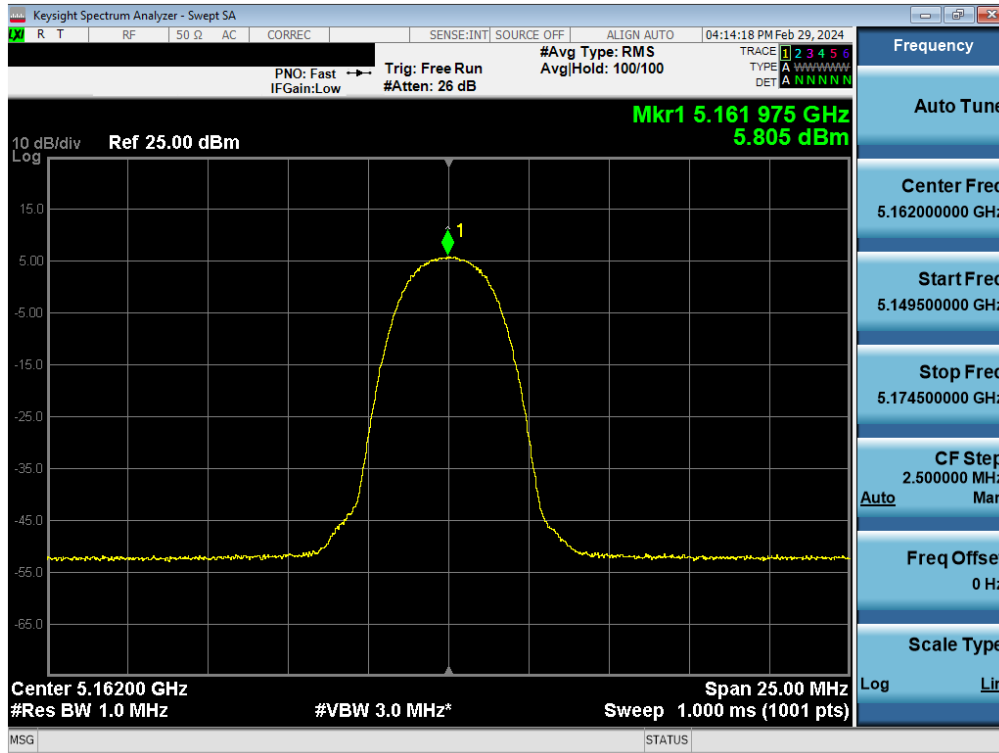 Keysight Spectrum Analyzer - Swept SA
LXI R T RF 50 Ω AC CORREC SENSE:INT SOURCE OFF ALIGN AUTO 04:14:18 PM Feb 29, 2024
PNO: Fast
IFGain:Low
Trig: Free Run
#Atten: 26 dB
#Avg Type: RMS
Avg|Hold: 100/100
TRACE 1 2 3 4 5 6
TYPE A WWWWW
DET A N N N N N
Mkr1 5.161 975 GHz
5.805 dBm
10 dB/div Ref 25.00 dBm
Log
1
15.0
5.00
-5.00
-15.0
-25.0
-35.0
-45.0
-55.0
-65.0
Center 5.16200 GHz Span 25.00 MHz
#Res BW 1.0 MHz #VBW 3.0 MHz* Sweep 1.000 ms (1001 pts)
MSG STATUS
Frequency
Auto Tune
Center Freq
5.162000000 GHz
Start Freq
5.149500000 GHz
Stop Freq
5.174500000 GHz
CF Step
2.500000 MHz
Auto Man
Freq Offset
0 Hz
Scale Type
Log Lin